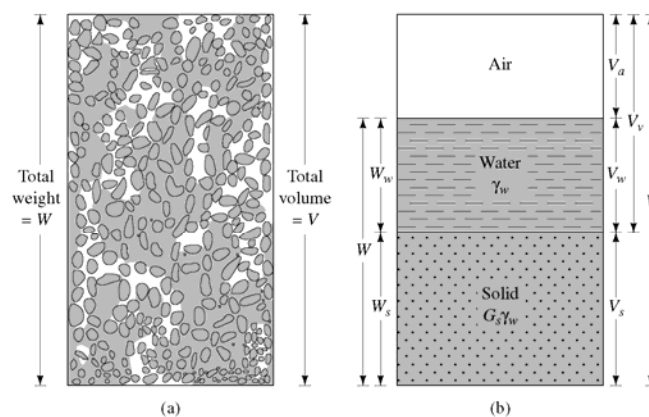 Total
weight
= W
Total
volume
= V
(a)
Air
Water
γw
Solid
Gsγw
W
Ww
Ws
Va
Vw
Vs
Vv
(b)